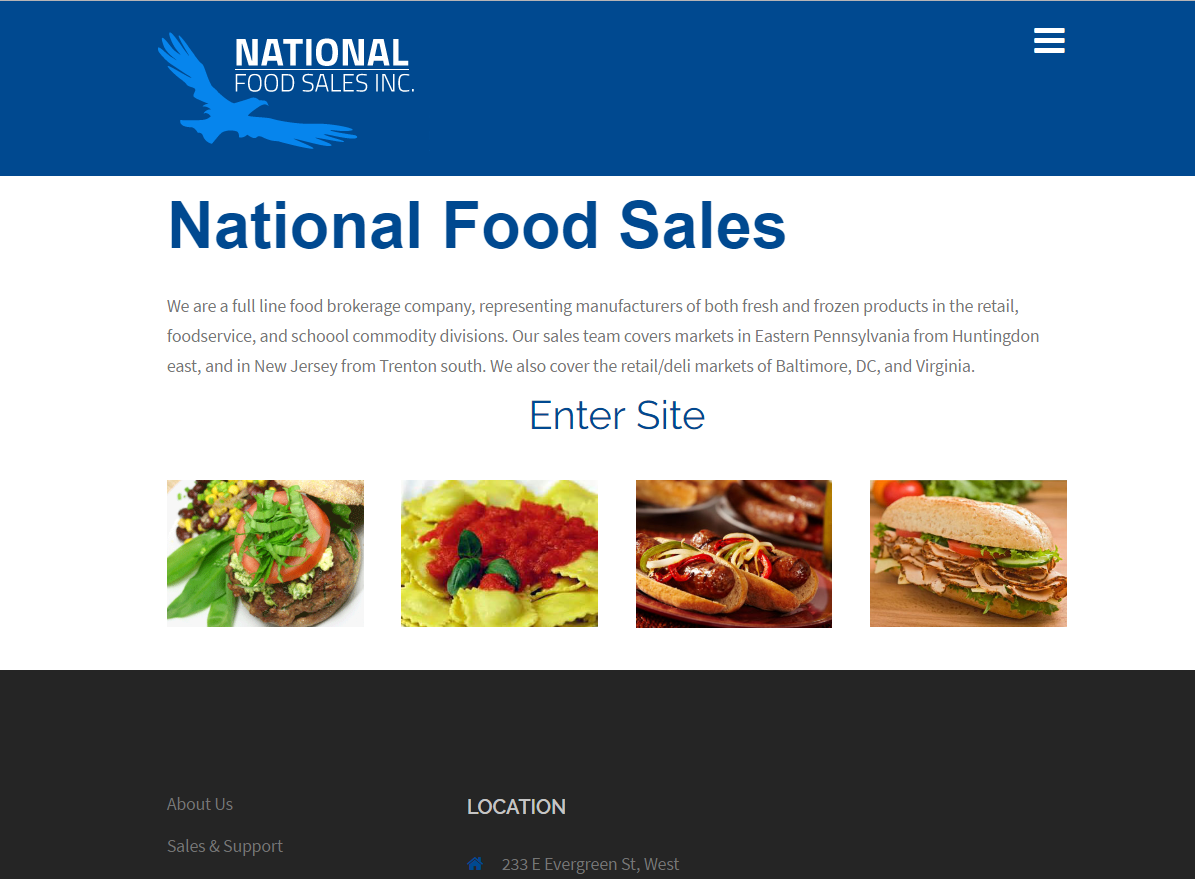 NATIONAL
FOOD SALES INC.
National Food Sales
We are a full line food brokerage company, representing manufacturers of both fresh and frozen products in the retail,
foodservice, and schoool commodity divisions. Our sales team covers markets in Eastern Pennsylvania from Huntingdon
east, and in New Jersey from Trenton south. We also cover the retail/deli markets of Baltimore, DC, and Virginia.
Enter Site
About Us
Sales & Support
LOCATION
233 E Evergreen St, West